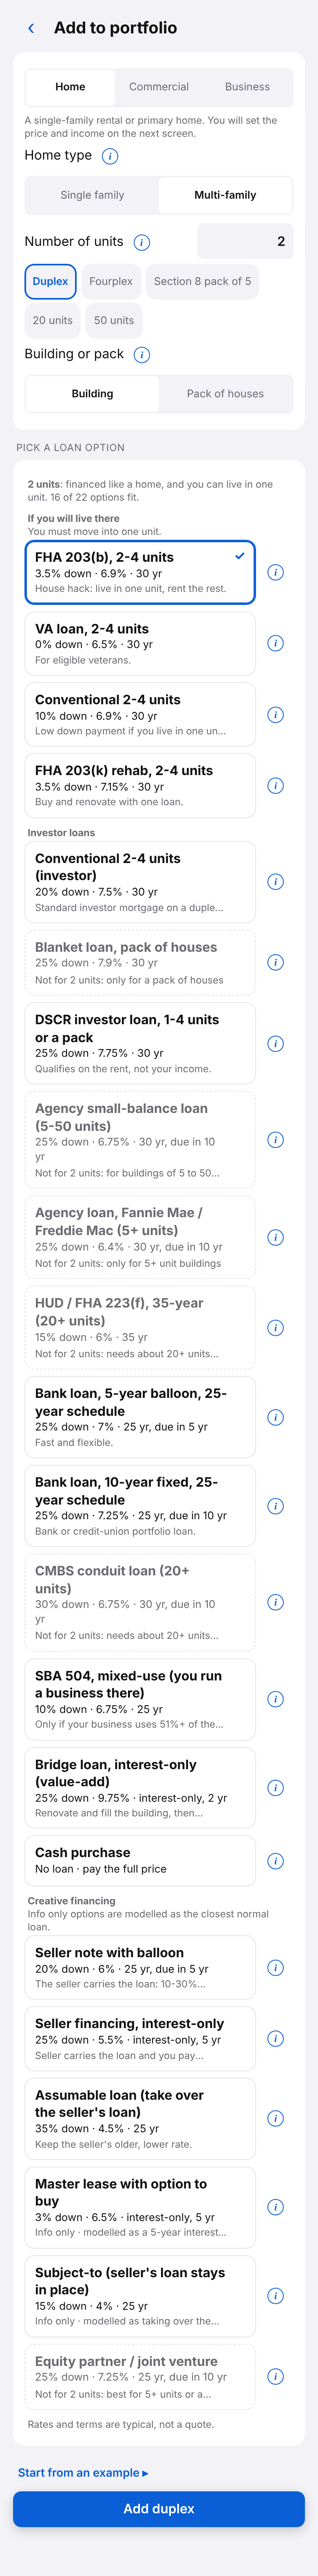 ‹ Add to portfolio
Home Commercial Business
A single-family rental or primary home. You will set the
price and income on the next screen.
Home type i
Single family Multi-family
Number of units i 2
Duplex Fourplex Section 8 pack of 5
20 units 50 units
Building or pack i
Building Pack of houses
PICK A LOAN OPTION
2 units: financed like a home, and you can live in one
unit. 16 of 22 options fit.
If you will live there
You must move into one unit.
FHA 203(b), 2-4 units ✓
3.5% down · 6.9% · 30 yr
House hack: live in one unit, rent the rest.
i
VA loan, 2-4 units
0% down · 6.5% · 30 yr
For eligible veterans.
i
Conventional 2-4 units
10% down · 6.9% · 30 yr
Low down payment if you live in one un...
i
FHA 203(k) rehab, 2-4 units
3.5% down · 7.15% · 30 yr
Buy and renovate with one loan.
i
Investor loans
Conventional 2-4 units
(investor)
20% down · 7.5% · 30 yr
Standard investor mortgage on a duple...
i
Blanket loan, pack of houses
25% down · 7.9% · 30 yr
Not for 2 units: only for a pack of houses
i
DSCR investor loan, 1-4 units
or a pack
25% down · 7.75% · 30 yr
Qualifies on the rent, not your income.
i
Agency small-balance loan
(5-50 units)
25% down · 6.75% · 30 yr, due in 10
yr
Not for 2 units: for buildings of 5 to 50...
i
Agency loan, Fannie Mae /
Freddie Mac (5+ units)
25% down · 6.4% · 30 yr, due in 10 yr
Not for 2 units: only for 5+ unit buildings
i
HUD / FHA 223(f), 35-year
(20+ units)
15% down · 6% · 35 yr
Not for 2 units: needs about 20+ units...
i
Bank loan, 5-year balloon, 25-
year schedule
25% down · 7% · 25 yr, due in 5 yr
Fast and flexible.
i
Bank loan, 10-year fixed, 25-
year schedule
25% down · 7.25% · 25 yr, due in 10 yr
Bank or credit-union portfolio loan.
i
CMBS conduit loan (20+
units)
30% down · 6.75% · 30 yr, due in 10
yr
Not for 2 units: needs about 20+ units...
i
SBA 504, mixed-use (you run
a business there)
10% down · 6.75% · 25 yr
Only if your business uses 51%+ of the...
i
Bridge loan, interest-only
(value-add)
25% down · 9.75% · interest-only, 2 yr
Renovate and fill the building, then...
i
Cash purchase
No loan · pay the full price
i
Creative financing
Info only options are modelled as the closest normal
loan.
Seller note with balloon
20% down · 6% · 25 yr, due in 5 yr
The seller carries the loan: 10-30%...
i
Seller financing, interest-only
25% down · 5.5% · interest-only, 5 yr
Seller carries the loan and you pay...
i
Assumable loan (take over
the seller's loan)
35% down · 4.5% · 25 yr
Keep the seller's older, lower rate.
i
Master lease with option to
buy
3% down · 6.5% · interest-only, 5 yr
Info only · modelled as a 5-year interest...
i
Subject-to (seller's loan stays
in place)
15% down · 4% · 25 yr
Info only · modelled as taking over the...
i
Equity partner / joint venture
25% down · 7.25% · 25 yr, due in 10 yr
Not for 2 units: best for 5+ units or a...
i
Rates and terms are typical, not a quote.
Start from an example ▸
Add duplex